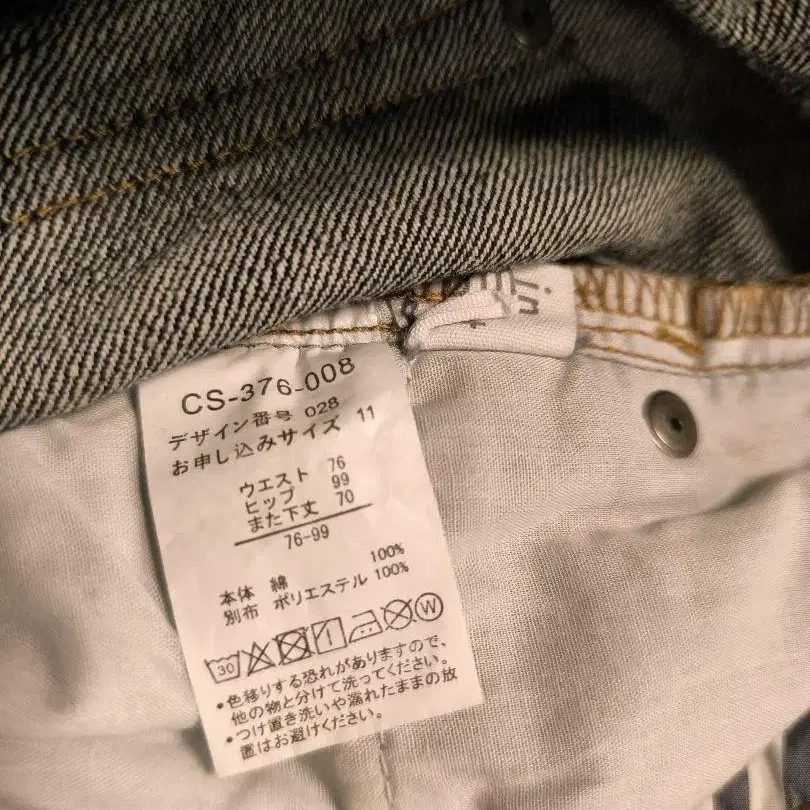 in
CS-376-008
デザイン番号 028
お申し込みサイズ 11
ウエスト 76
ヒップ 99
また下丈 70
76-99
本体 綿 100%
別布 ポリエステル 100%
30 W
•色移りする恐れがありますので、
他の物と分けて洗ってください。
•つけ置き洗いや濡れたままの放
置はお避けください。